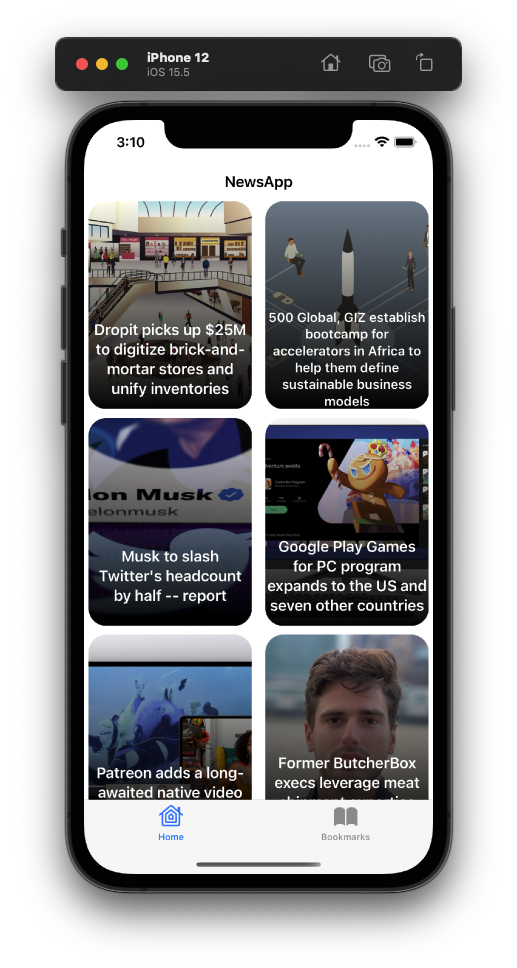 iPhone 12
iOS 15.5
3:10
NewsApp
Dropit picks up $25M
to digitize brick-and-
mortar stores and
unify inventories
500 Global, GIZ establish
bootcamp for
accelerators in Africa to
help them define
sustainable business
models
lon Musk
elonmusk
Musk to slash
Twitter's headcount
by half -- report
Google Play Games
for PC program
expands to the US and
seven other countries
Patreon adds a long-
awaited native video
Former ButcherBox
execs leverage meat
Home
Bookmarks